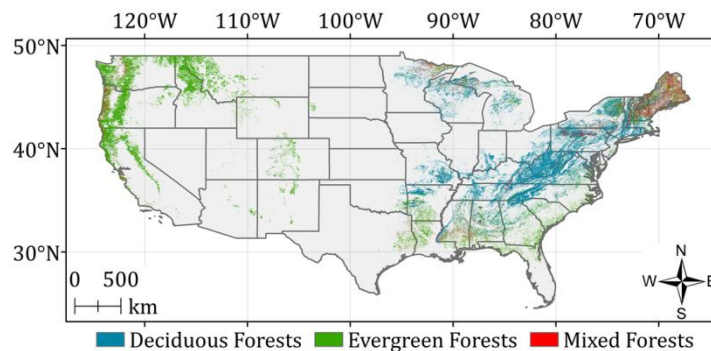 120°W 110°W 100°W 90°W 80°W 70°W
50°N
40°N
30°N
0 500
km
N
W E
S
Deciduous Forests Evergreen Forests Mixed Forests